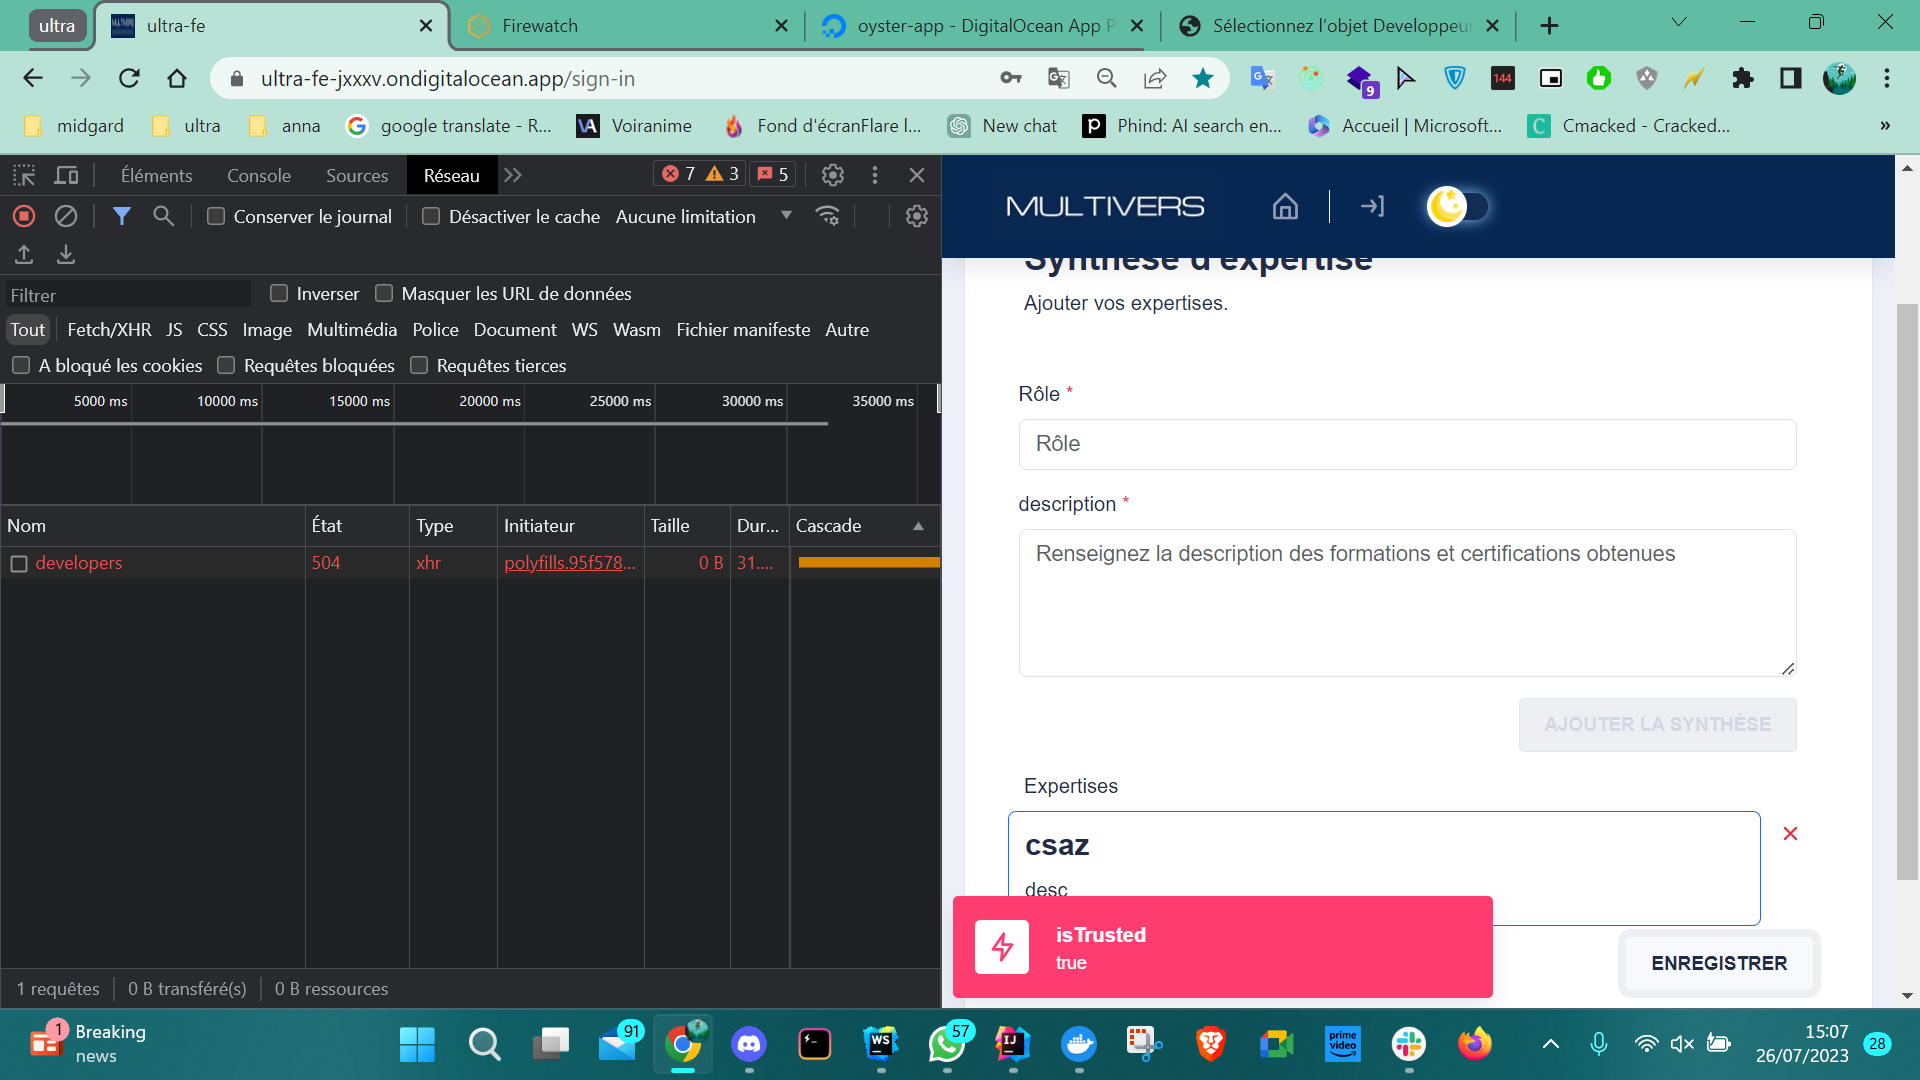 ultra
ultra-fe
Firewatch
oyster-app - DigitalOcean App P
Sélectionnez l'objet Developpeur
ultra-fe-jxxxv.ondigitalocean.app/sign-in
9
144
midgard
ultra
anna
google translate - R...
Voiranime
Fond d'écranFlare l...
New chat
Phind: AI search en...
Accueil | Microsoft...
Cmacked - Cracked...
»
Éléments
Console
Sources
Réseau
7
3
5
Conserver le journal
Désactiver le cache
Aucune limitation
Filtrer
Inverser
Masquer les URL de données
Tout
Fetch/XHR
JS
CSS
Image
Multimédia
Police
Document
WS
Wasm
Fichier manifeste
Autre
A bloqué les cookies
Requêtes bloquées
Requêtes tierces
5000 ms
10000 ms
15000 ms
20000 ms
25000 ms
30000 ms
35000 ms
Nom
État
Type
Initiateur
Taille
Dur...
Cascade
developers
504
xhr
polyfills.95f578...
0 B
31....
1 requêtes
0 B transféré(s)
0 B ressources
MULTIVERS
Synthèse d'expertise
Ajouter vos expertises.
Rôle *
Rôle
description *
Renseignez la description des formations et certifications obtenues
AJOUTER LA SYNTHÈSE
Expertises
csaz
desc
isTrusted
true
ENREGISTRER
1
Breaking
news
91
WS
57
IJ
prime
video
15:07
26/07/2023
28